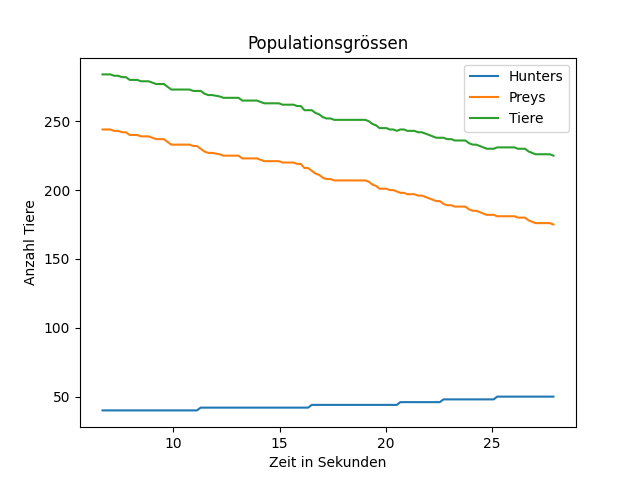 Populationsgrössen
Hunters
Preys
Tiere
Anzahl Tiere
250
200
150
100
50
10 15 20 25
Zeit in Sekunden